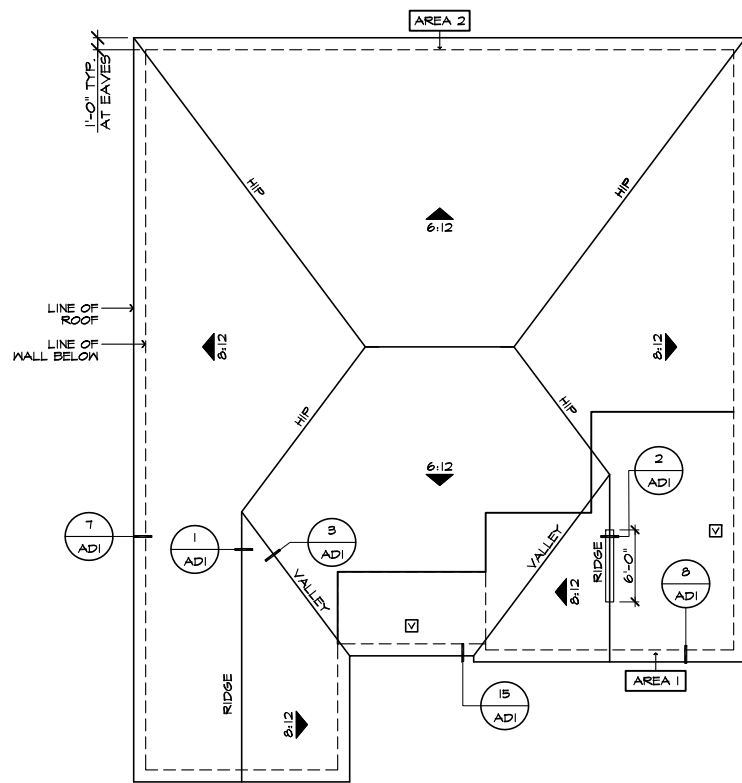 AREA 2
1'-0" TYP.
AT EAVES
HIP
HIP
6:12
LINE OF
ROOF
LINE OF
WALL BELOW
8:12
8:12
HIP
HIP
6:12
2
AD1
7
AD1
1
AD1
3
AD1
VALLEY
VALLEY
RIDGE
6'-0"
V
8
AD1
8:12
V
AREA 1
RIDGE
15
AD1
8:12